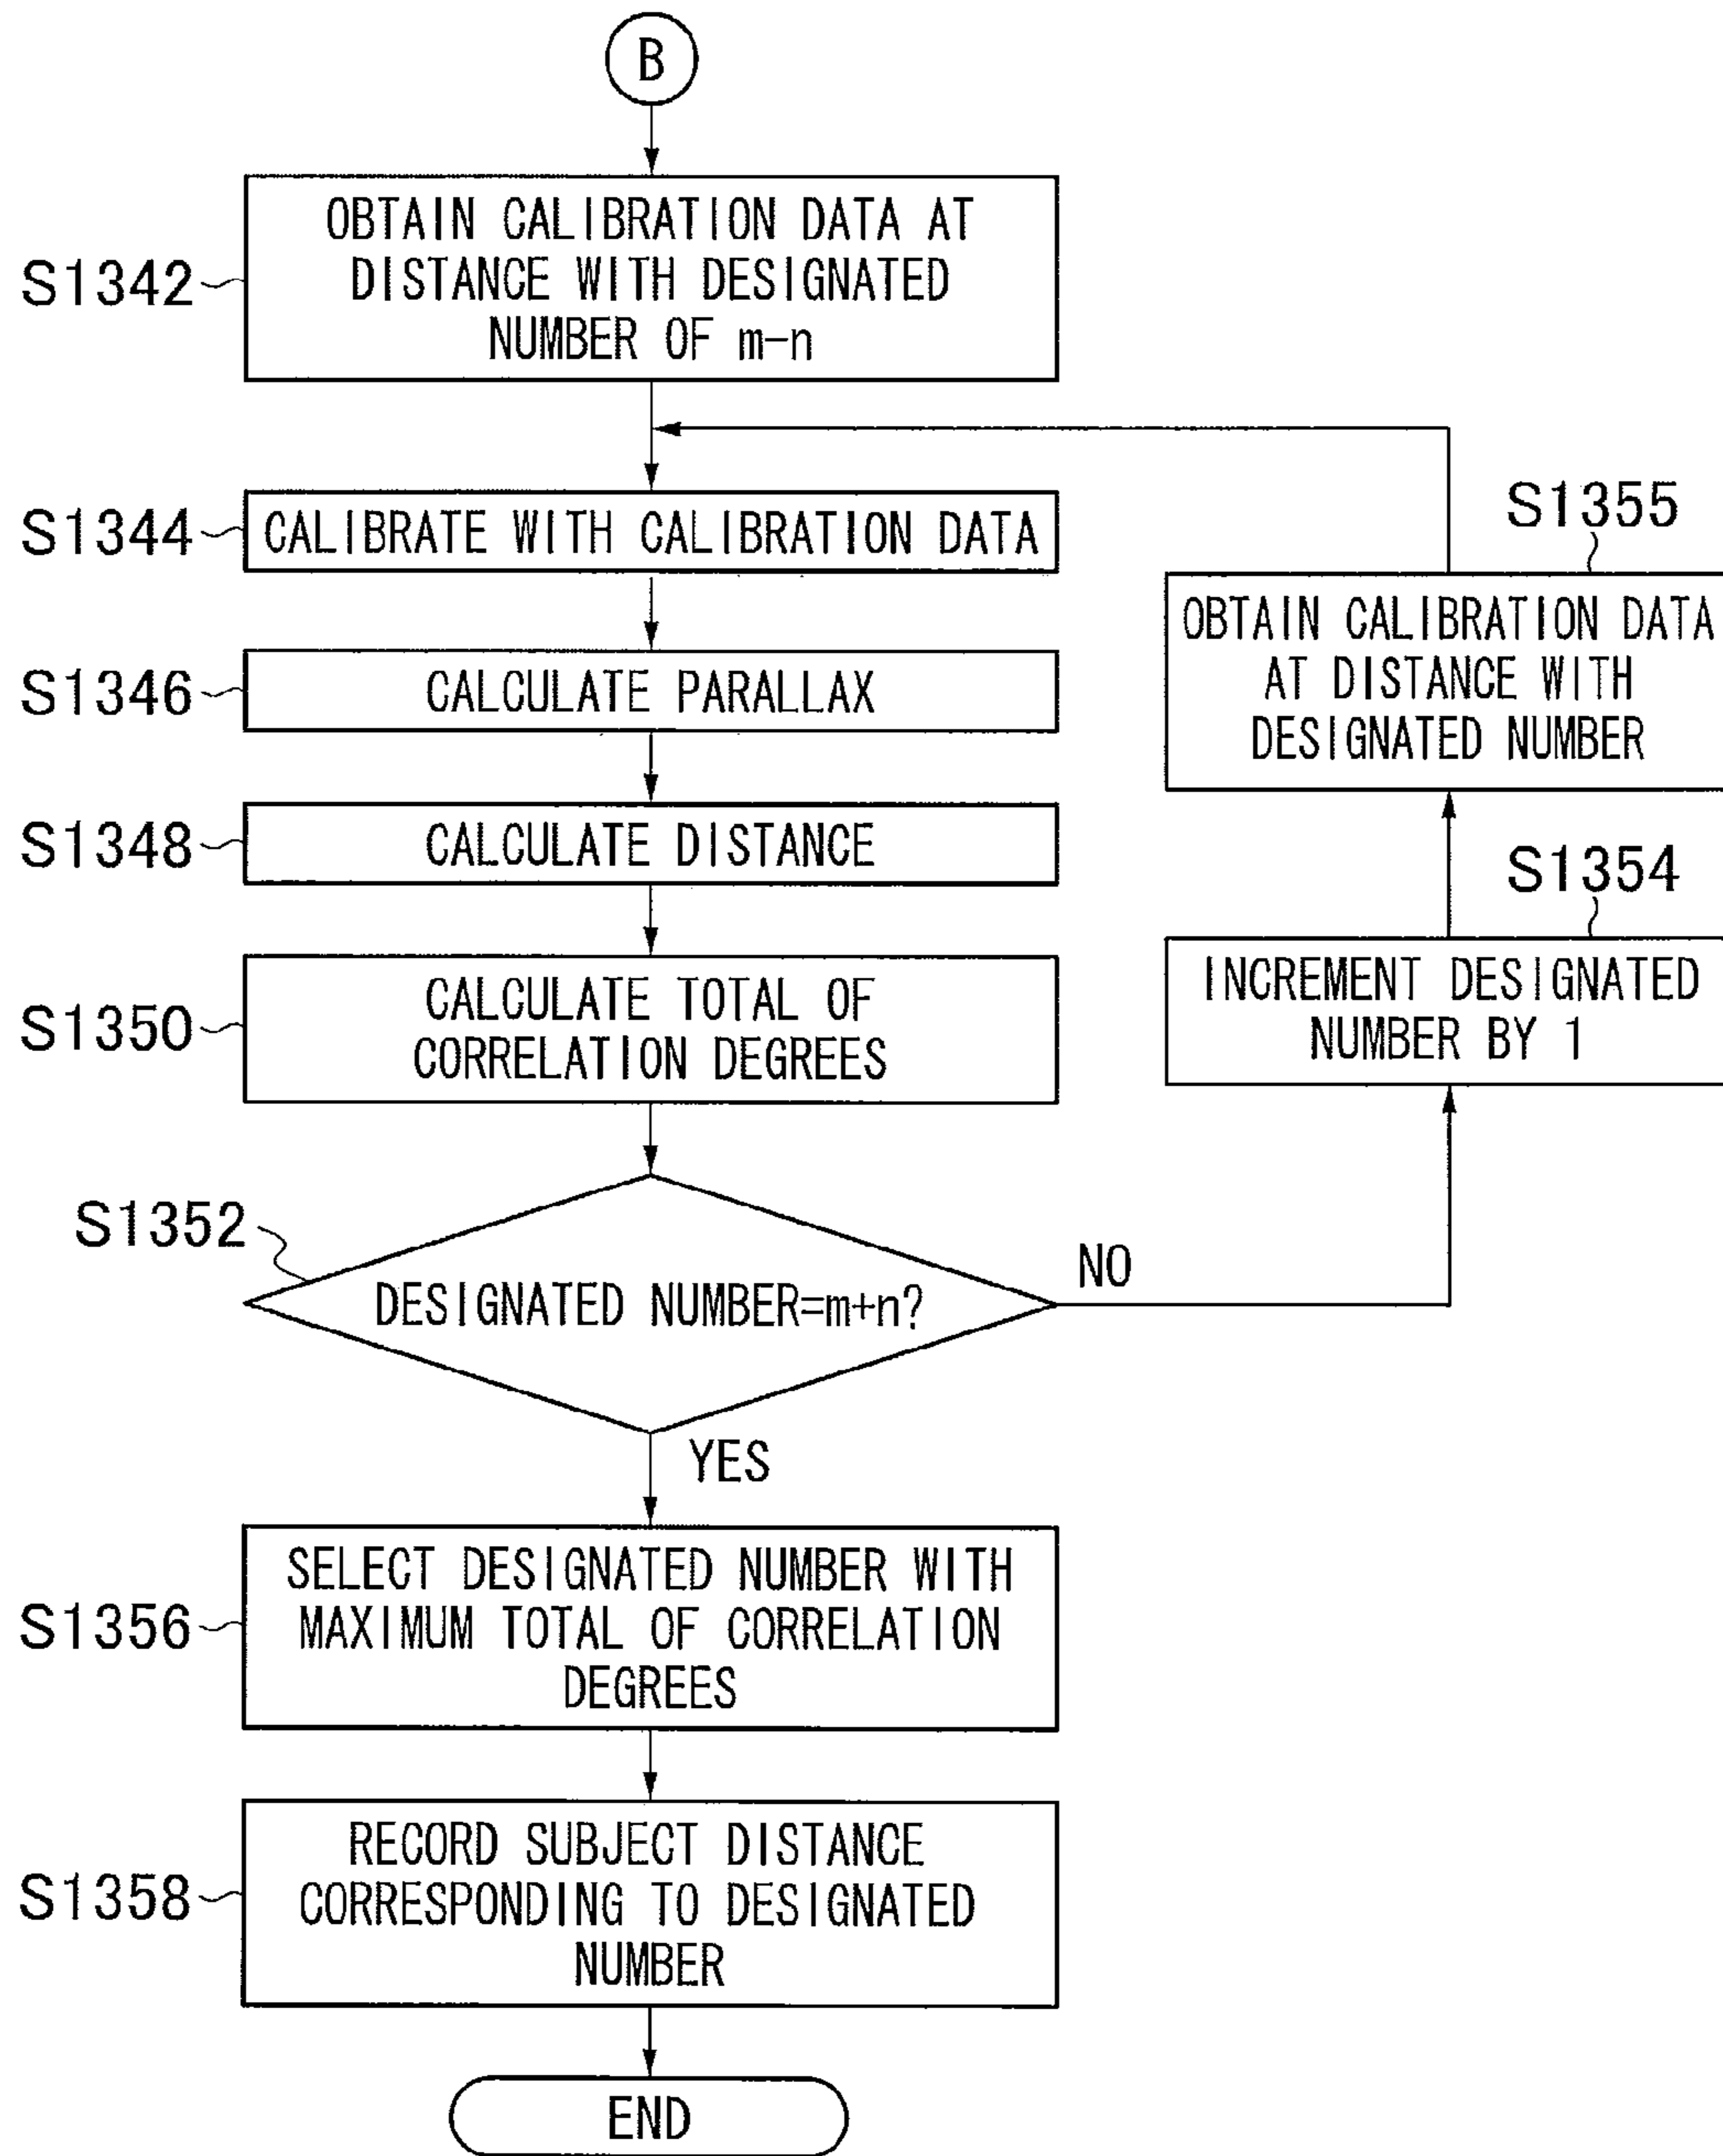 B
S1342
OBTAIN CALIBRATION DATA AT
DISTANCE WITH DESIGNATED
NUMBER OF m-n
S1344
CALIBRATE WITH CALIBRATION DATA
S1346
CALCULATE PARALLAX
S1348
CALCULATE DISTANCE
S1350
CALCULATE TOTAL OF
CORRELATION DEGREES
S1352
DESIGNATED NUMBER=m+n?
NO
S1354
INCREMENT DESIGNATED
NUMBER BY 1
S1355
OBTAIN CALIBRATION DATA
AT DISTANCE WITH
DESIGNATED NUMBER
YES
S1356
SELECT DESIGNATED NUMBER WITH
MAXIMUM TOTAL OF CORRELATION
DEGREES
S1358
RECORD SUBJECT DISTANCE
CORRESPONDING TO DESIGNATED
NUMBER
END